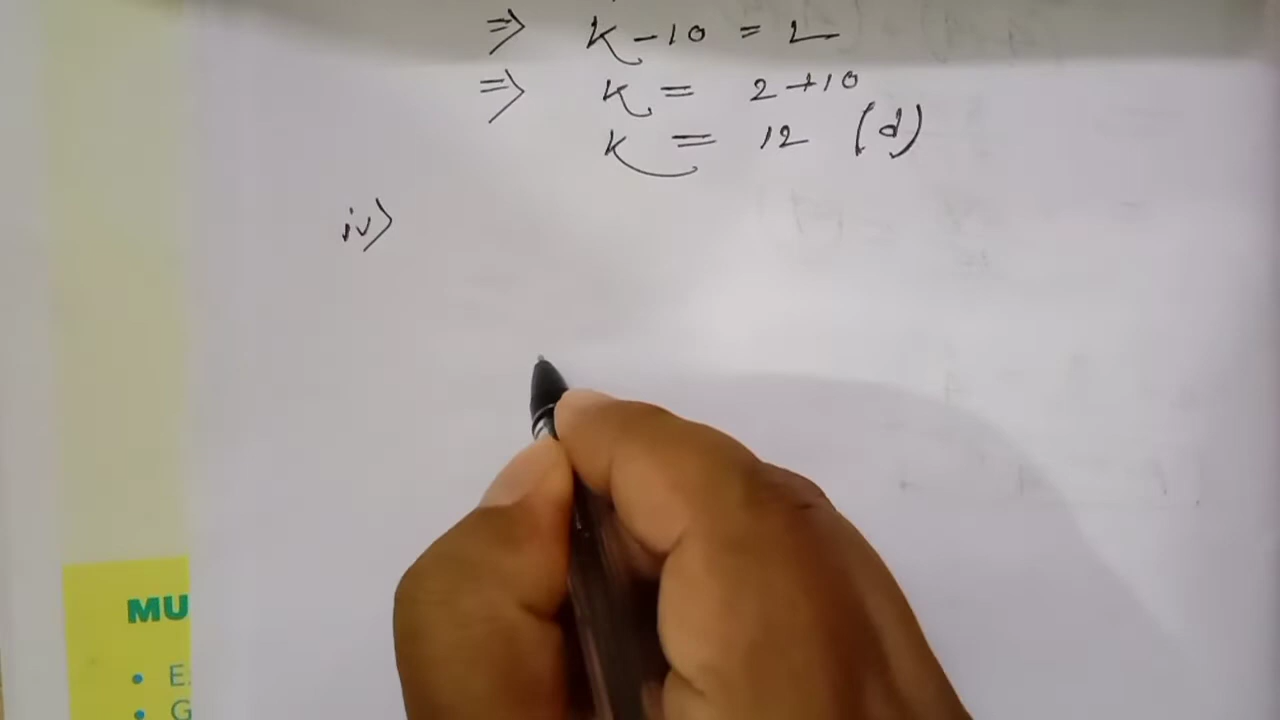 ⇒ K - 10 = 2
⇒ K = 2 + 10
K = 12 (d)
iv)
MU
• E
• G